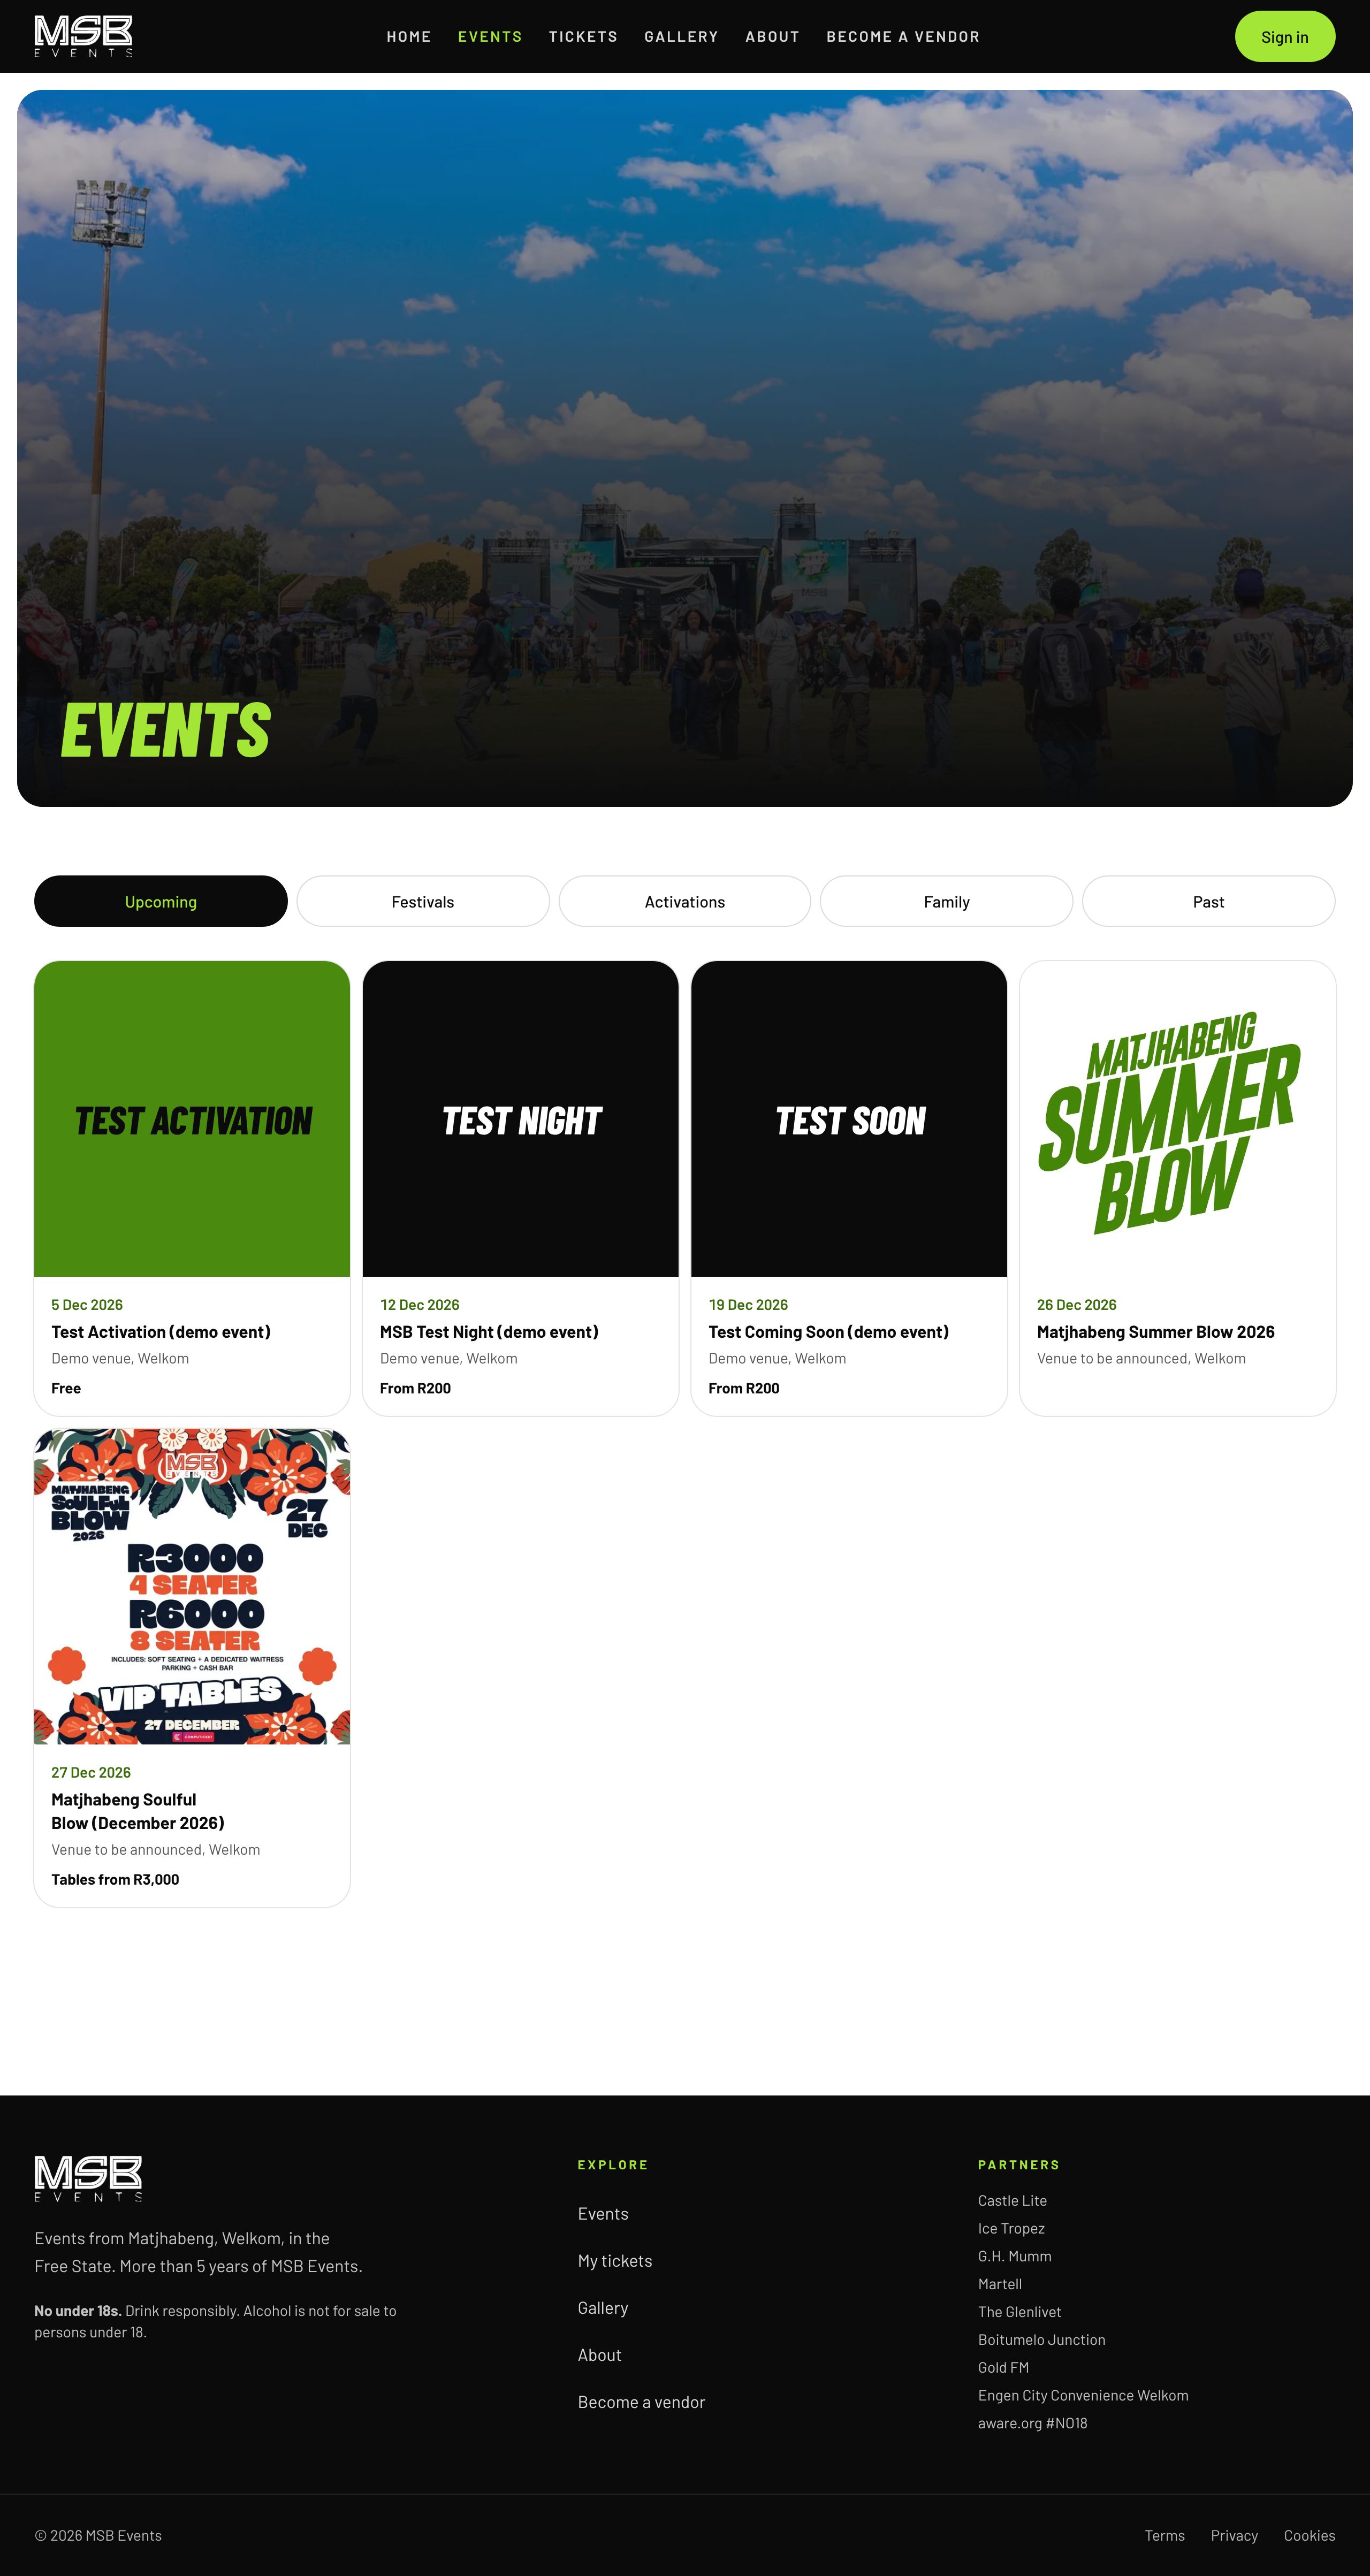 MSB
EVENTS
HOME EVENTS TICKETS GALLERY ABOUT BECOME A VENDOR
Sign in
EVENTS
Upcoming
Festivals
Activations
Family
Past
TEST ACTIVATION
5 Dec 2026
Test Activation (demo event)
Demo venue, Welkom
Free
TEST NIGHT
12 Dec 2026
MSB Test Night (demo event)
Demo venue, Welkom
From R200
TEST SOON
19 Dec 2026
Test Coming Soon (demo event)
Demo venue, Welkom
From R200
MATJHABENG
SUMMER
BLOW
26 Dec 2026
Matjhabeng Summer Blow 2026
Venue to be announced, Welkom
MSB
EVENTS
MATJHABENG
SOULFUL
BLOW
2026
27
DEC
R3000
4 SEATER
R6000
8 SEATER
INCLUDES: SOFT SEATING + A DEDICATED WAITRESS
PARKING + CASH BAR
VIP TABLES
27 DECEMBER
COMPUTICKET
27 Dec 2026
Matjhabeng Soulful
Blow (December 2026)
Venue to be announced, Welkom
Tables from R3,000
MSB
EVENTS
Events from Matjhabeng, Welkom, in the
Free State. More than 5 years of MSB Events.
No under 18s. Drink responsibly. Alcohol is not for sale to
persons under 18.
EXPLORE
Events
My tickets
Gallery
About
Become a vendor
PARTNERS
Castle Lite
Ice Tropez
G.H. Mumm
Martell
The Glenlivet
Boitumelo Junction
Gold FM
Engen City Convenience Welkom
aware.org #NO18
© 2026 MSB Events
Terms Privacy Cookies